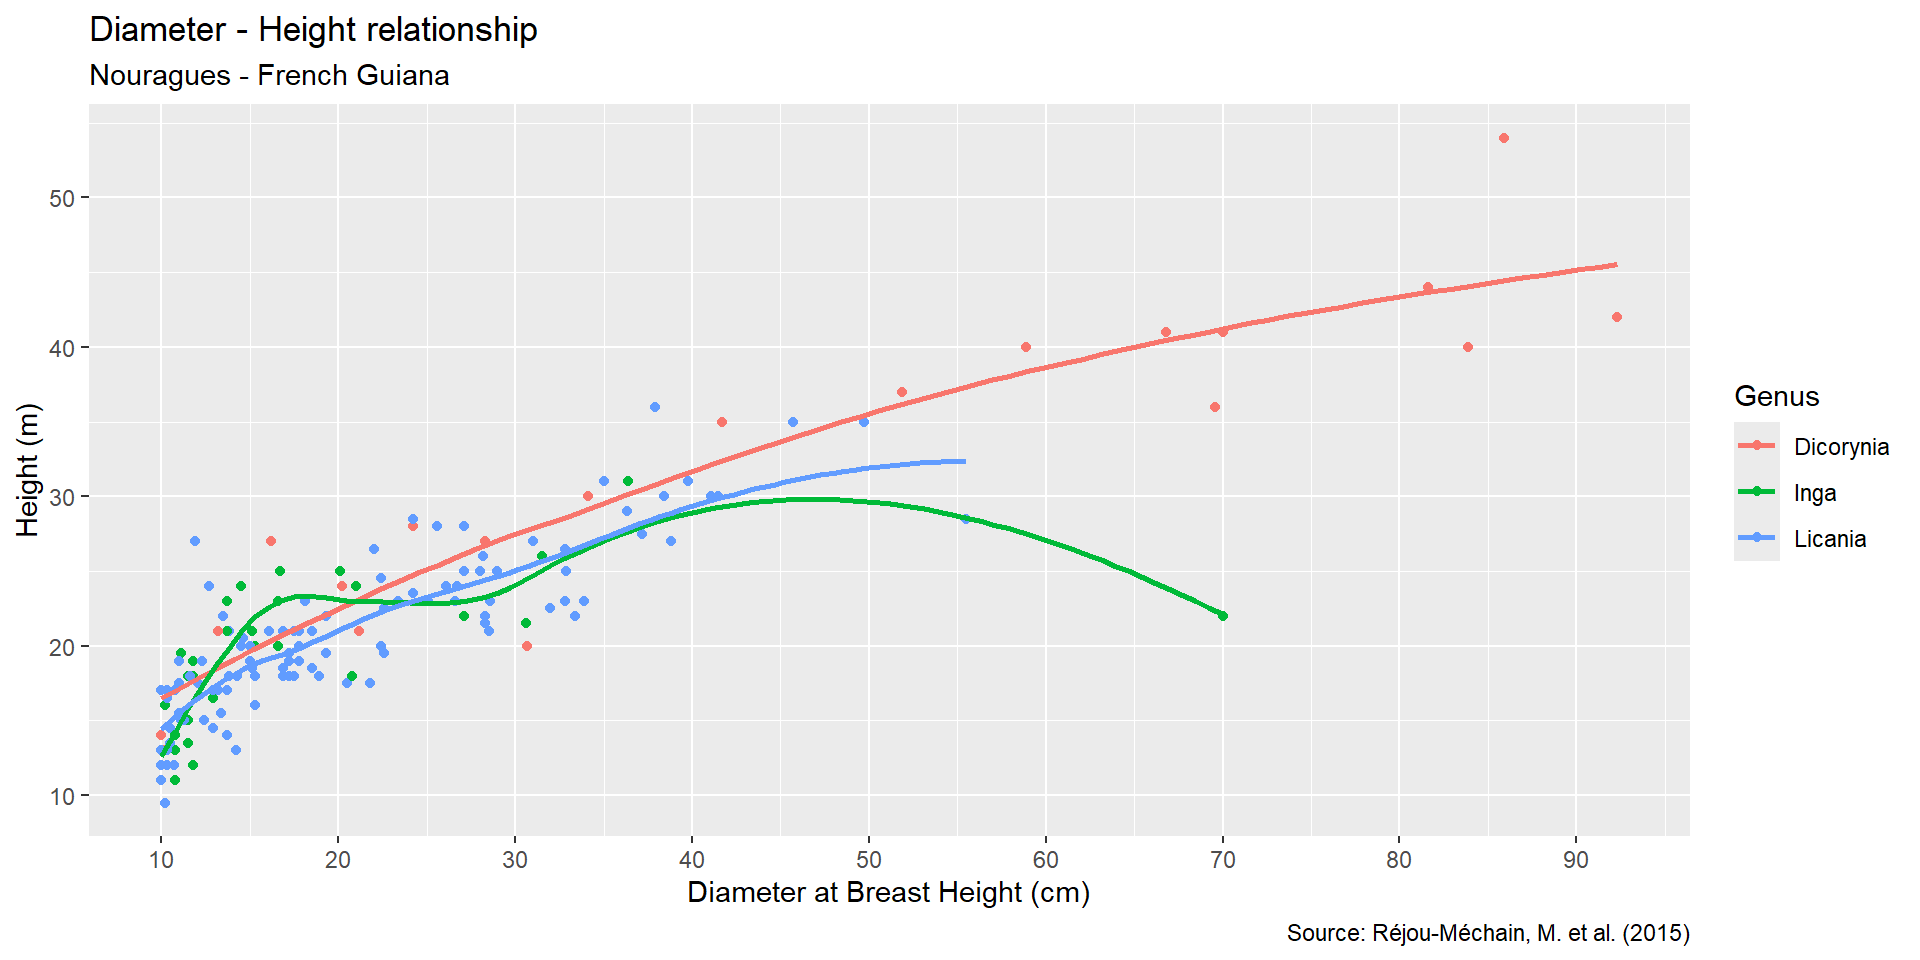 Diameter - Height relationship
Nouragues - French Guiana
Height (m)
50
40
30
20
10
10 20 30 40 50 60 70 80 90
Diameter at Breast Height (cm)
Genus
Dicorynia
Inga
Licania
Source: Réjou-Méchain, M. et al. (2015)